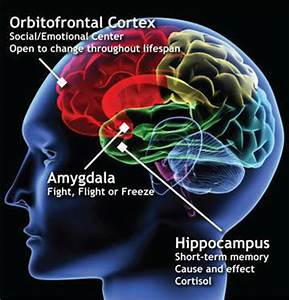 Orbitofrontal Cortex
Social/Emotional Center
Open to change throughout lifespan
Amygdala
Fight, Flight or Freeze
Hippocampus
Short-term memory
Cause and effect
Cortisol